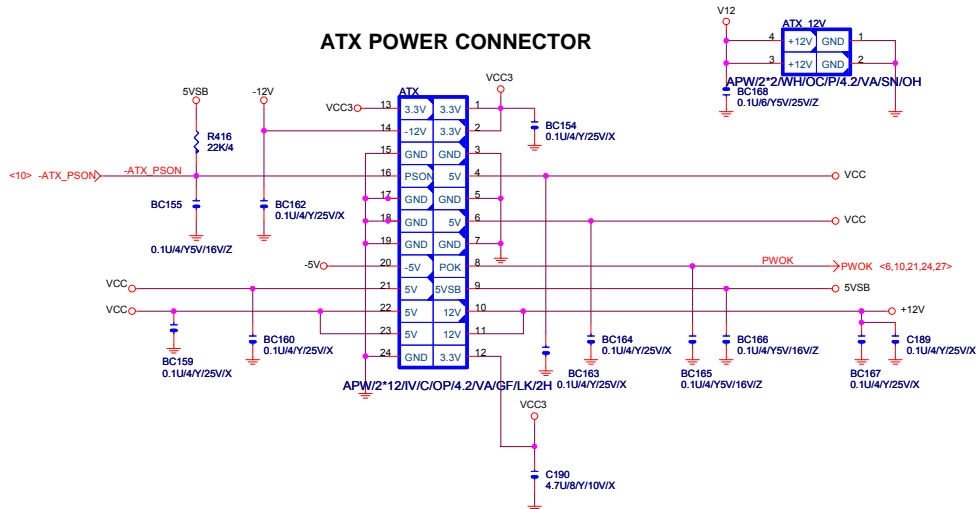 ATX POWER CONNECTOR
V12
ATX_12V
4 +12V GND 1
3 +12V GND 2
APW/2*2/WH/OC/P/4.2/VA/SN/OH
BC168
0.1U/6/Y5V/25V/Z
5VSB
-12V
VCC3
VCC3
ATX
R416
22K/4
BC154
0.1U/4/Y/25V/X
13 3.3V 3.3V 1
14 -12V 3.3V 2
15 GND GND 3
<10> -ATX_PSON -ATX_PSON 16 PSON 5V 4 VCC
17 GND GND 5
18 GND 5V 6 VCC
19 GND GND 7
-5V 20 -5V POK 8 PWOK PWOK <6,10,21,24,27>
VCC 21 5V 5VSB 9 5VSB
VCC 22 5V 12V 10 +12V
23 5V 12V 11
24 GND 3.3V 12
BC155
0.1U/4/Y5V/16V/Z
BC162
0.1U/4/Y/25V/X
BC159
0.1U/4/Y/25V/X
BC160
0.1U/4/Y/25V/X
APW/2*12/IV/C/OP/4.2/VA/GF/LK/2H
BC163
0.1U/4/Y/25V/X
BC164
0.1U/4/Y/25V/X
BC165
0.1U/4/Y5V/16V/Z
BC166
0.1U/4/Y5V/16V/Z
BC167
0.1U/4/Y/25V/X
C189
0.1U/4/Y/25V/X
VCC3
C190
4.7U/8/Y/10V/X